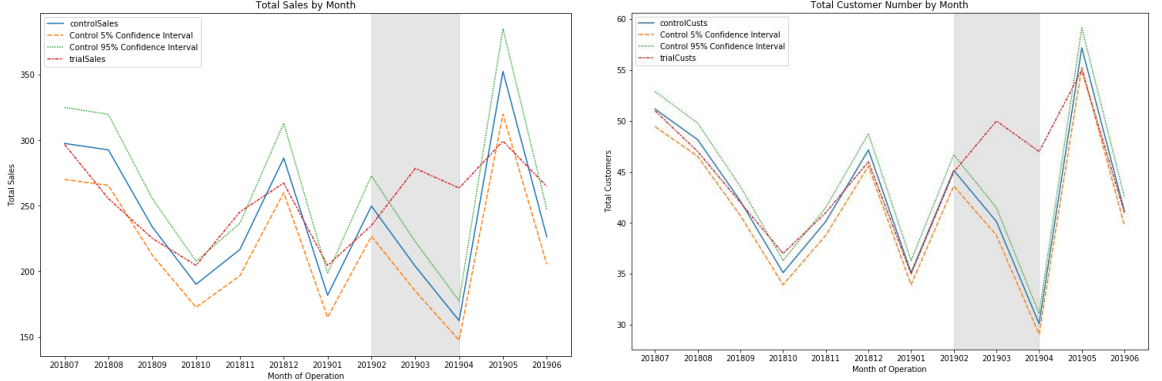 Total Sales by Month
controlSales
Control 5% Confidence Interval
Control 95% Confidence Interval
trialSales
350
300
250
200
150
Total Sales
201807 201808 201809 201810 201811 201812 201901 201902 201903 201904 201905 201906
Month of Operation
Total Customer Number by Month
controlCusts
Control 5% Confidence Interval
Control 95% Confidence Interval
trialCusts
60
55
50
45
40
35
30
Total Customers
201807 201808 201809 201810 201811 201812 201901 201902 201903 201904 201905 201906
Month of Operation